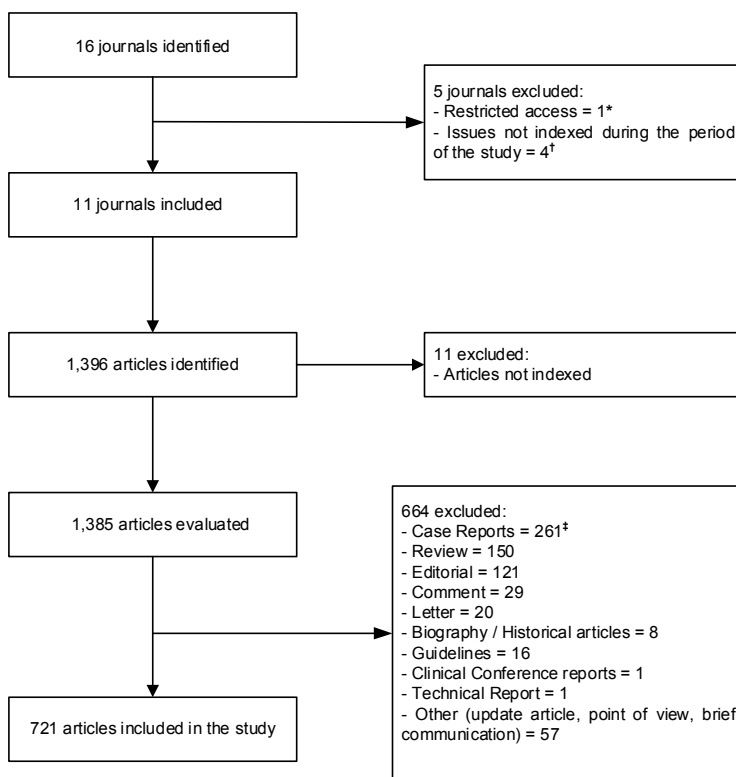 16 journals identified
5 journals excluded:
- Restricted access = 1*
- Issues not indexed during the period
of the study = 4†
11 journals included
1,396 articles identified
11 excluded:
- Articles not indexed
1,385 articles evaluated
664 excluded:
- Case Reports = 261‡
- Review = 150
- Editorial = 121
- Comment = 29
- Letter = 20
- Biography / Historical articles = 8
- Guidelines = 16
- Clinical Conference reports = 1
- Technical Report = 1
- Other (update article, point of view, brief
communication) = 57
721 articles included in the study